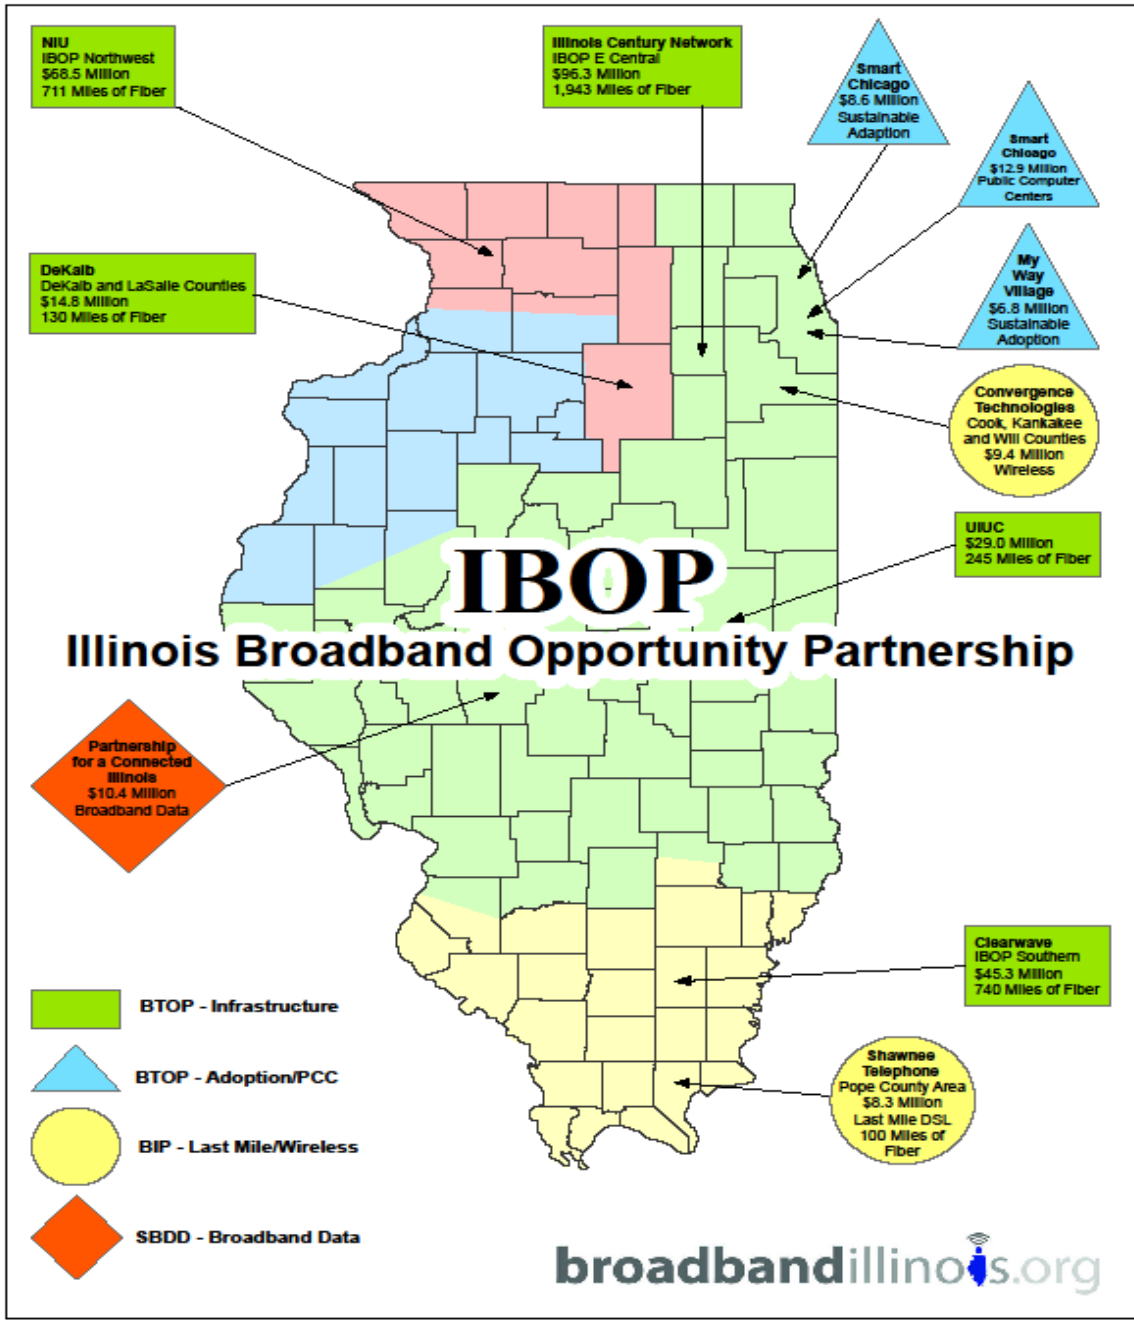 NIU
IBOP Northwest
$68.5 Million
711 Miles of Fiber
Illinois Century Network
IBOP E Central
$96.3 Million
1,943 Miles of Fiber
Smart
Chicago
$8.6 Million
Sustainable
Adaption
Smart
Chicago
$12.9 Million
Public Computer
Centers
DeKalb
DeKalb and LaSalle Counties
$14.8 Million
130 Miles of Fiber
My
Way
Village
$6.8 Million
Sustainable
Adoption
Convergence
Technologies
Cook, Kankakee
and Will Counties
$9.4 Million
Wireless
UIUC
$29.0 Million
245 Miles of Fiber
IBOP
Illinois Broadband Opportunity Partnership
Partnership
for a Connected
Illinois
$10.4 Million
Broadband Data
Clearwave
IBOP Southern
$45.3 Million
740 Miles of Fiber
Shawnee
Telephone
Pope County Area
$8.3 Million
Last Mile DSL
100 Miles of
Fiber
BTOP - Infrastructure
BTOP - Adoption/PCC
BIP - Last Mile/Wireless
SBDD - Broadband Data
broadbandillinois.org